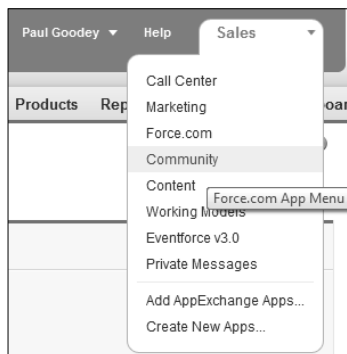 Paul Goodey Help Sales
Call Center
Marketing
Products
Force.com
Community
Content
Force.com App Menu
Working Models
Eventforce v3.0
Private Messages
Add AppExchange Apps...
Create New Apps...